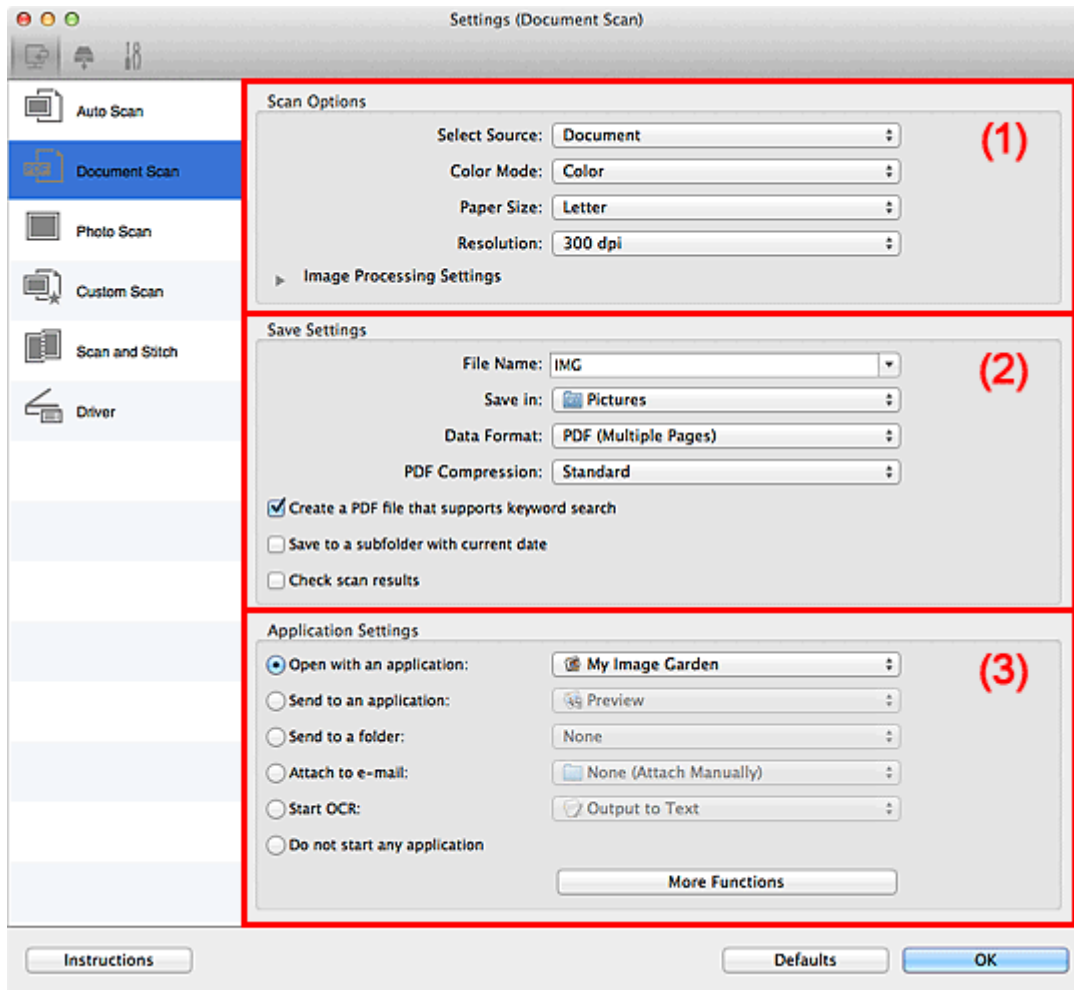 Settings (Document Scan)
Auto Scan
PDF Document Scan
Photo Scan
Custom Scan
Scan and Stitch
Driver
Scan Options
(1)
Select Source: Document
Color Mode: Color
Paper Size: Letter
Resolution: 300 dpi
Image Processing Settings
Save Settings
(2)
File Name: IMG
Save in: Pictures
Data Format: PDF (Multiple Pages)
PDF Compression: Standard
Create a PDF file that supports keyword search
Save to a subfolder with current date
Check scan results
Application Settings
(3)
Open with an application: My Image Garden
Send to an application: Preview
Send to a folder: None
Attach to e-mail: None (Attach Manually)
Start OCR: Output to Text
Do not start any application
More Functions
Instructions Defaults OK